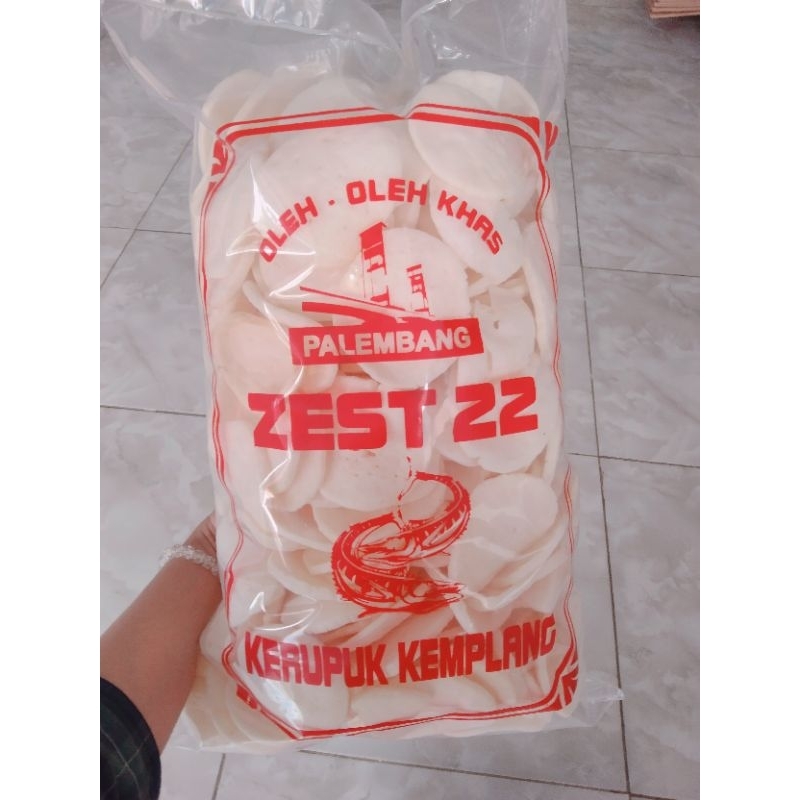 OLEH - OLEH KHAS
PALEMBANG
ZEST 22
KERUPUK KEMPLANG